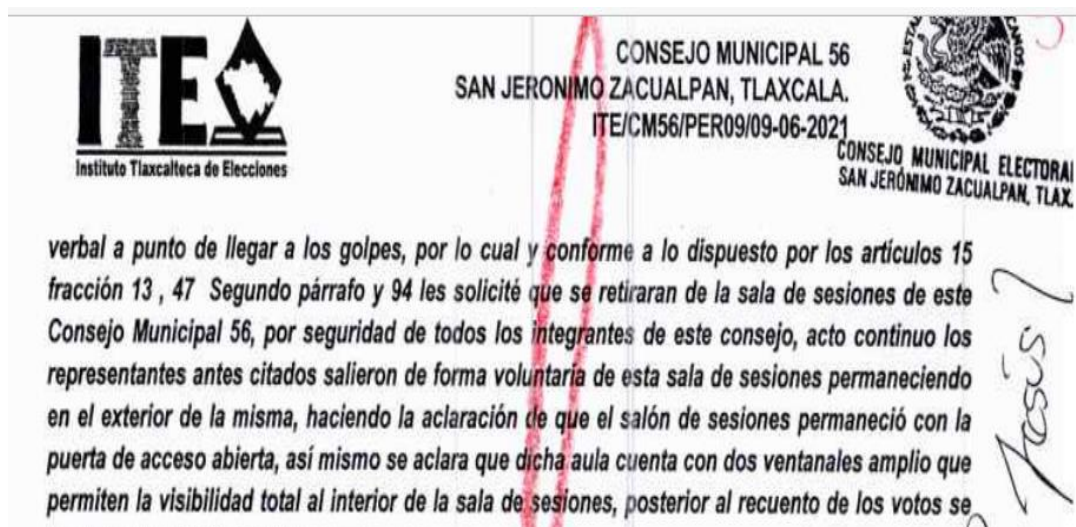 ITE
Instituto Tlaxcalteca de Elecciones
CONSEJO MUNICIPAL 56
SAN JERONIMO ZACUALPAN, TLAXCALA.
ITE/CM56/PER09/09-06-2021
CONSEJO MUNICIPAL ELECTORAL
SAN JERÓNIMO ZACUALPAN, TLAX.
verbal a punto de llegar a los golpes, por lo cual y conforme a lo dispuesto por los artículos 15
fracción 13 , 47 Segundo párrafo y 94 les solicité que se retiraran de la sala de sesiones de este
Consejo Municipal 56, por seguridad de todos los integrantes de este consejo, acto continuo los
representantes antes citados salieron de forma voluntaria de esta sala de sesiones permaneciendo
en el exterior de la misma, haciendo la aclaración de que el salón de sesiones permaneció con la
puerta de acceso abierta, así mismo se aclara que dicha aula cuenta con dos ventanales amplio que
permiten la visibilidad total al interior de la sala de sesiones, posterior al recuento de los votos se